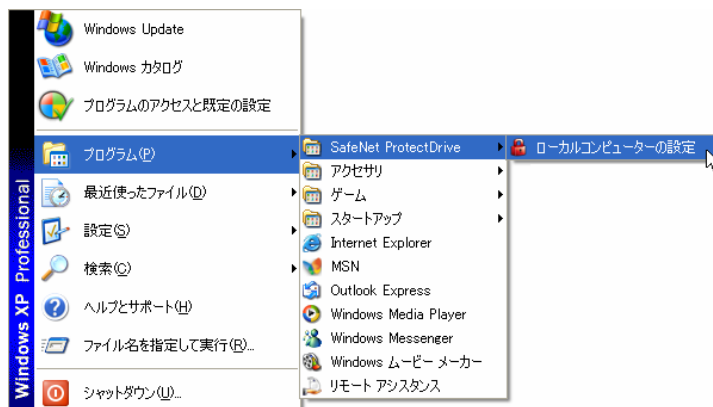 Windows Update
Windows カタログ
プログラムのアクセスと既定の設定
プログラム(P)
最近使ったファイル(D)
設定(S)
検索(C)
ヘルプとサポート(H)
ファイル名を指定して実行(R)...
シャットダウン(U)...
Windows XP Professional
SafeNet ProtectDrive
アクセサリ
ゲーム
スタートアップ
Internet Explorer
MSN
Outlook Express
Windows Media Player
Windows Messenger
Windows ムービー メーカー
リモート アシスタンス
ローカルコンピューターの設定